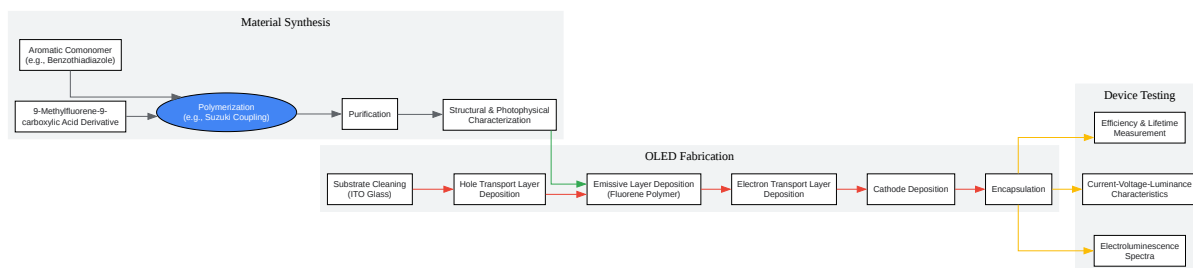 Material Synthesis
Aromatic Comonomer
(e.g., Benzothiadiazole)
9-Methylfluorene-9-
carboxylic Acid Derivative
Polymerization
(e.g., Suzuki Coupling)
Purification
Structural & Photophysical
Characterization
OLED Fabrication
Substrate Cleaning
(ITO Glass)
Hole Transport Layer
Deposition
Emissive Layer Deposition
(Fluorene Polymer)
Electron Transport Layer
Deposition
Cathode Deposition
Encapsulation
Device Testing
Efficiency & Lifetime
Measurement
Current-Voltage-Luminance
Characteristics
Electroluminescence
Spectra